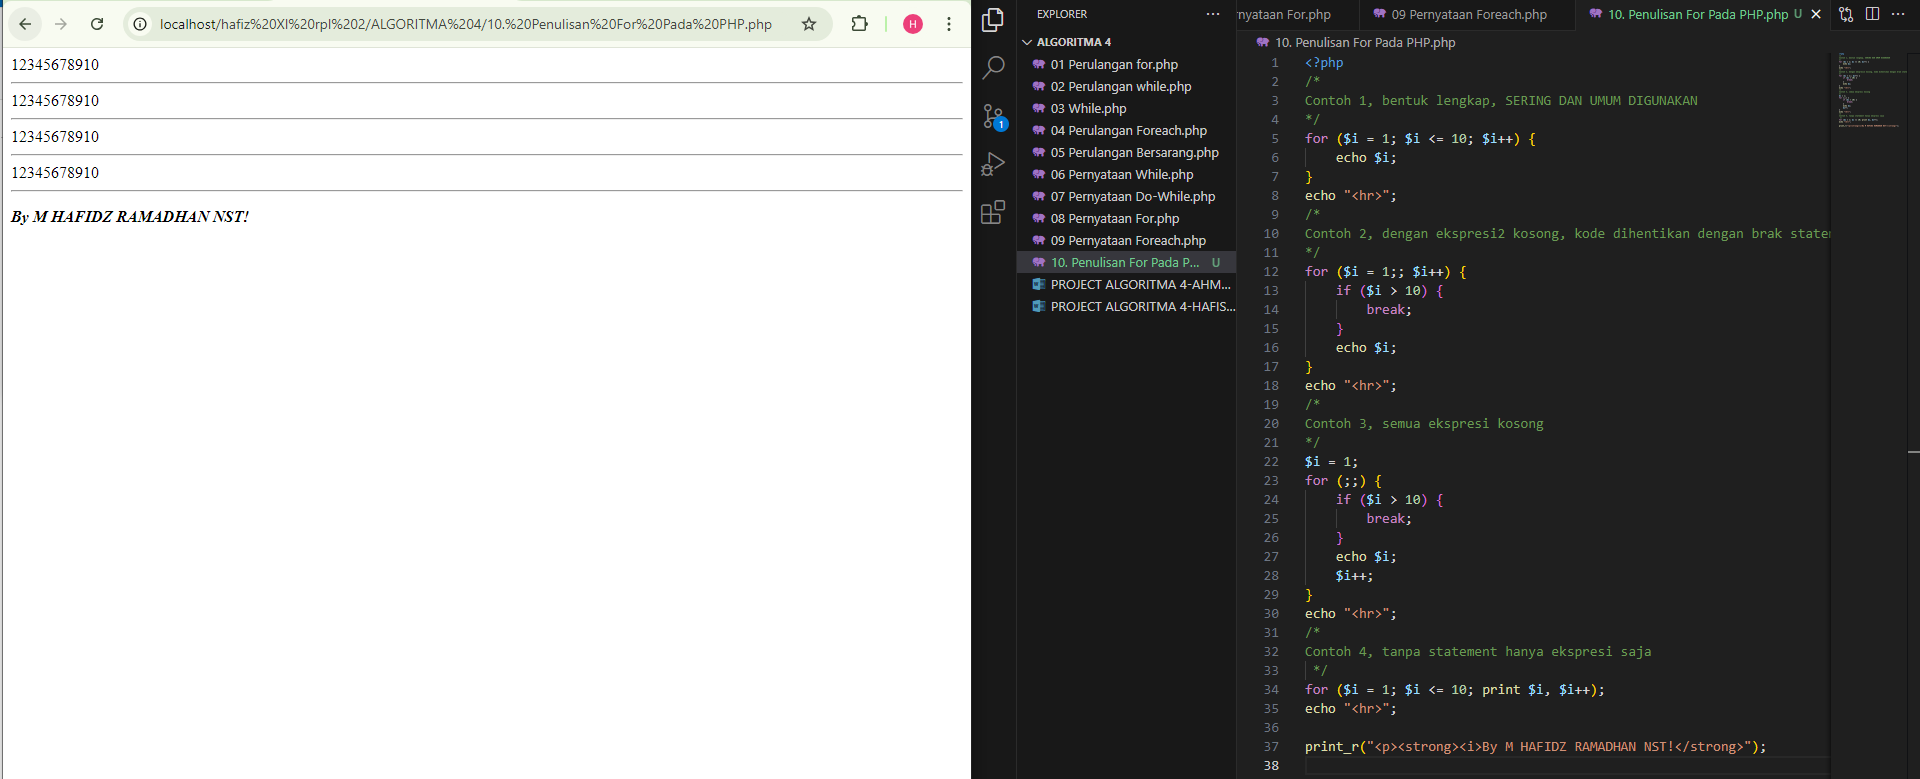 localhost/hafiz%20XI%20rpl%202/ALGORITMA%204/10.%20Penulisan%20For%20Pada%20PHP.php
H
12345678910
12345678910
12345678910
12345678910
By M HAFIDZ RAMADHAN NST!
1
EXPLORER
ALGORITMA 4
01 Perulangan for.php
02 Perulangan while.php
03 While.php
04 Perulangan Foreach.php
05 Perulangan Bersarang.php
06 Pernyataan While.php
07 Pernyataan Do-While.php
08 Pernyataan For.php
09 Pernyataan Foreach.php
10. Penulisan For Pada P... U
PROJECT ALGORITMA 4-AHM...
PROJECT ALGORITMA 4-HAFIS...
nyataan For.php
09 Pernyataan Foreach.php
10. Penulisan For Pada PHP.php U
10. Penulisan For Pada PHP.php
1 <?php
2 /*
3 Contoh 1, bentuk lengkap, SERING DAN UMUM DIGUNAKAN
4 */
5 for ($i = 1; $i <= 10; $i++) {
6 echo $i;
7 }
8 echo "<hr>";
9 /*
10 Contoh 2, dengan ekspresi2 kosong, kode dihentikan dengan brak state
11 */
12 for ($i = 1;; $i++) {
13 if ($i > 10) {
14 break;
15 }
16 echo $i;
17 }
18 echo "<hr>";
19 /*
20 Contoh 3, semua ekspresi kosong
21 */
22 $i = 1;
23 for (;;) {
24 if ($i > 10) {
25 break;
26 }
27 echo $i;
28 $i++;
29 }
30 echo "<hr>";
31 /*
32 Contoh 4, tanpa statement hanya ekspresi saja
33 */
34 for ($i = 1; $i <= 10; print $i, $i++);
35 echo "<hr>";
36
37 print_r("<p><strong><i>By M HAFIDZ RAMADHAN NST!</strong>");
38